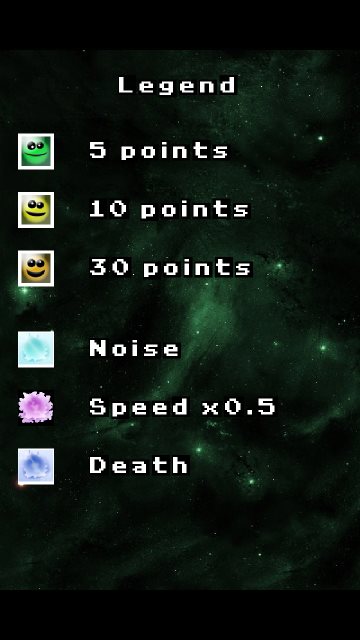 Legend
5 points
10 points
30 points
Noise
Speed x0.5
Death